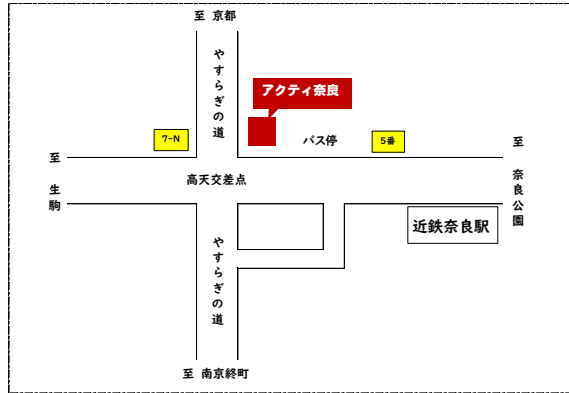 至 京都
やすらぎの道
アクティ奈良
7-N
バス停
5番
至 生駒
高天交差点
至 奈良公園
近鉄奈良駅
やすらぎの道
至 南京終町